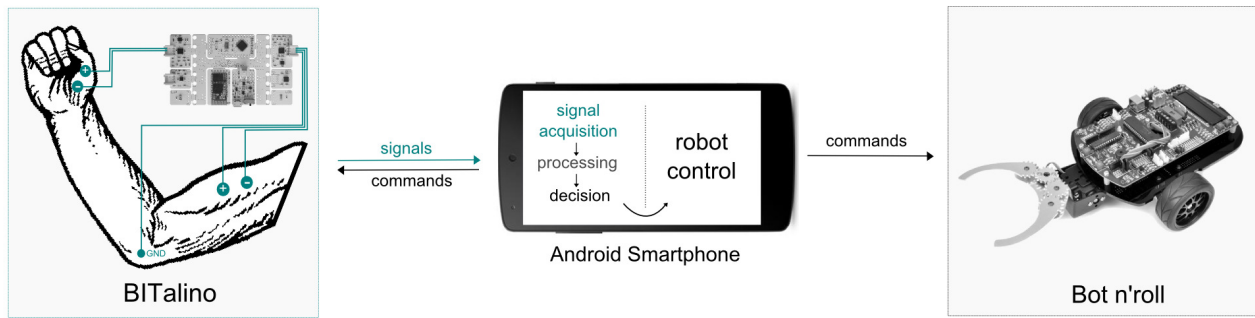 +
-
+
-
GND
BITalino
signals
commands
signal
acquisition
processing
decision
robot
control
Android Smartphone
commands
Bot n'roll